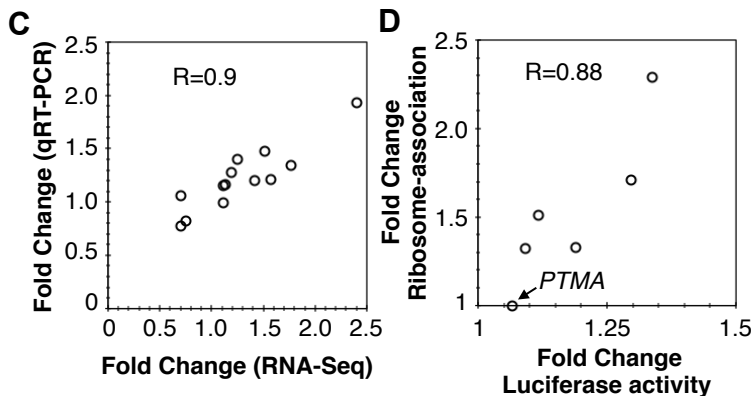 C
Fold Change (qRT-PCR)
2.5
2.0
1.5
1.0
0.5
0
R=0.9
0 0.5 1.0 1.5 2.0 2.5
Fold Change (RNA-Seq)
D
Fold Change
Ribosome-association
2.5
2.0
1.5
1
R=0.88
PTMA
1 1.25 1.5
Fold Change
Luciferase activity